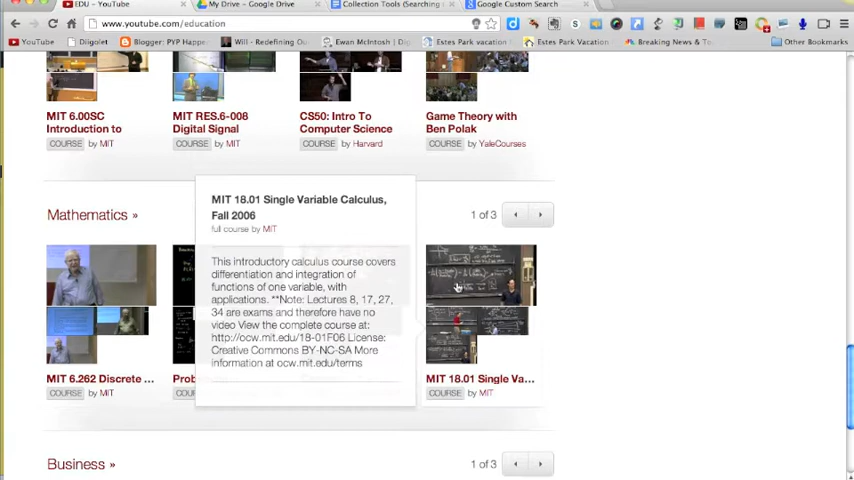 EDU - YouTube
My Drive - Google Drive
Collection Tools (Searching
Google Custom Search
www.youtube.com/education
YouTube
Diigolet
Blogger: PYP Happen
Will - Redefining Our
Ewan McIntosh | Dig
Estes Park vacation
Estes Park Vacation
Breaking News & Te
Other Bookmarks
MIT 6.00SC
Introduction to
COURSE by MIT
MIT RES.6-008
Digital Signal
COURSE by MIT
CS50: Intro To
Computer Science
COURSE by Harvard
Game Theory with
Ben Polak
COURSE by YaleCourses
Mathematics »
1 of 3
MIT 18.01 Single Variable Calculus,
Fall 2006
full course by MIT
This introductory calculus course covers
differentiation and integration of
functions of one variable, with
applications. **Note: Lectures 8, 17, 27,
34 are exams and therefore have no
video View the complete course at:
http://ocw.mit.edu/18-01F06 License:
Creative Commons BY-NC-SA More
information at ocw.mit.edu/terms
MIT 6.262 Discrete ...
COURSE by MIT
MIT 18.01 Single Va...
COURSE by MIT
Business »
1 of 3